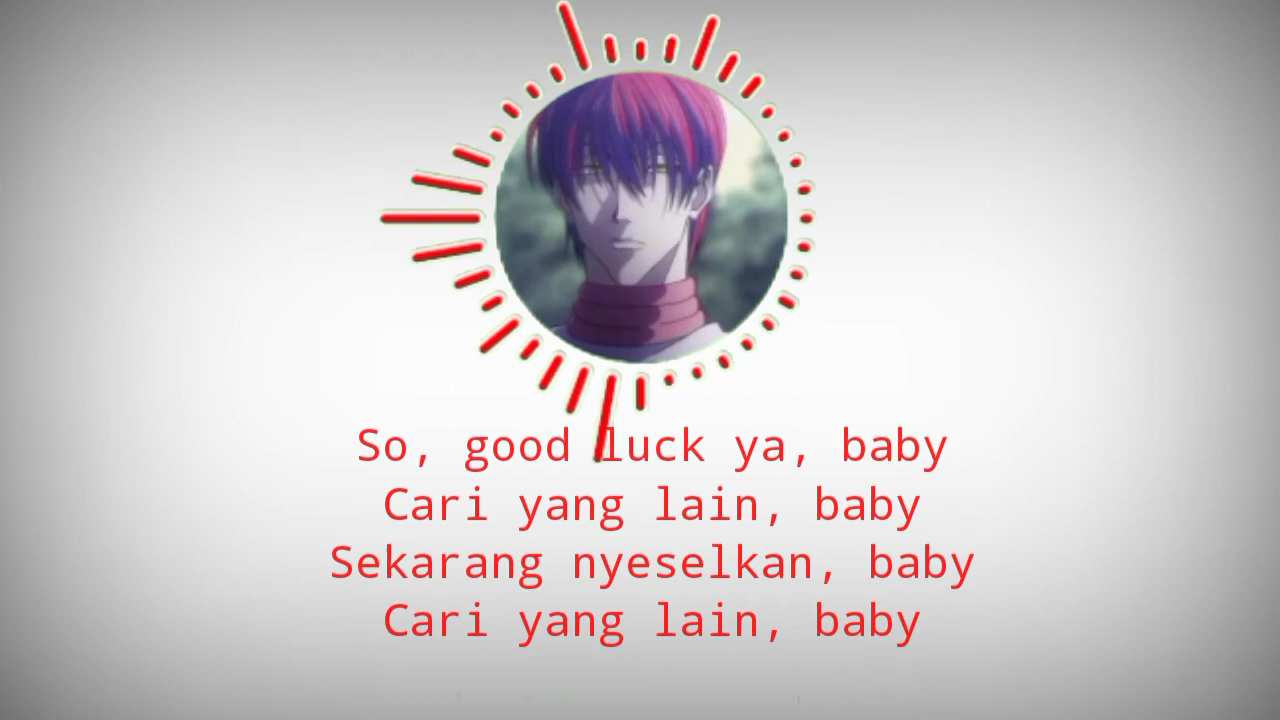 So, good luck ya, baby
Cari yang lain, baby
Sekarang nyeselkan, baby
Cari yang lain, baby